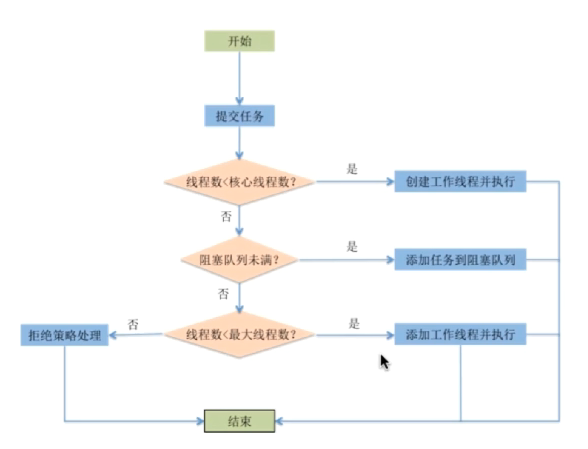 开始
提交任务
线程数<核心线程数?
是
创建工作线程并执行
否
阻塞队列未满?
是
添加任务到阻塞队列
否
线程数<最大线程数?
是
添加工作线程并执行
否
拒绝策略处理
结束